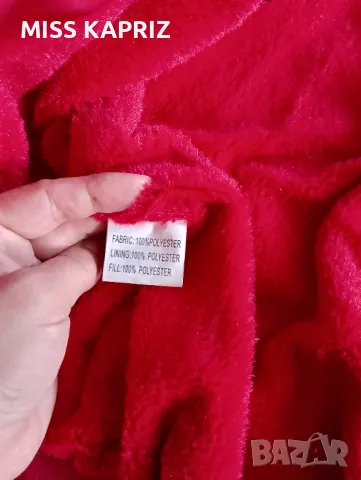 MISS KAPRIZ
FABRIC: 100%POLYESTER
LINING:100% POLYESTER
FILL:100% POLYESTER
BAZAR